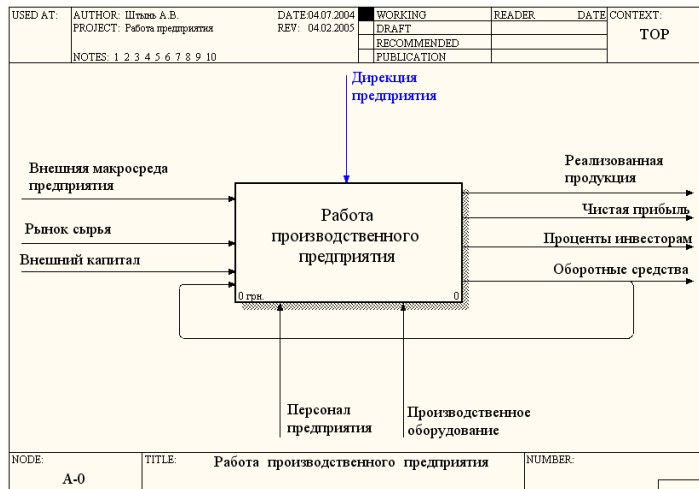 USED AT: AUTHOR: Штынь А.В. DATE:04.07.2004 WORKING READER DATE CONTEXT:
PROJECT: Работа предприятия REV: 04.02.2005 DRAFT
TOP
RECOMMENDED
NOTES: 1 2 3 4 5 6 7 8 9 10 PUBLICATION
Дирекция
предприятия
Внешняя макросреда
предприятия
Рынок сырья
Внешний капитал
Работа
производственного
предприятия
0 грн. 0
Реализованная
продукция
Чистая прибыль
Проценты инвесторам
Оборотные средства
Персонал
предприятия
Производственное
оборудование
NODE: TITLE: Работа производственного предприятия NUMBER:
A-0